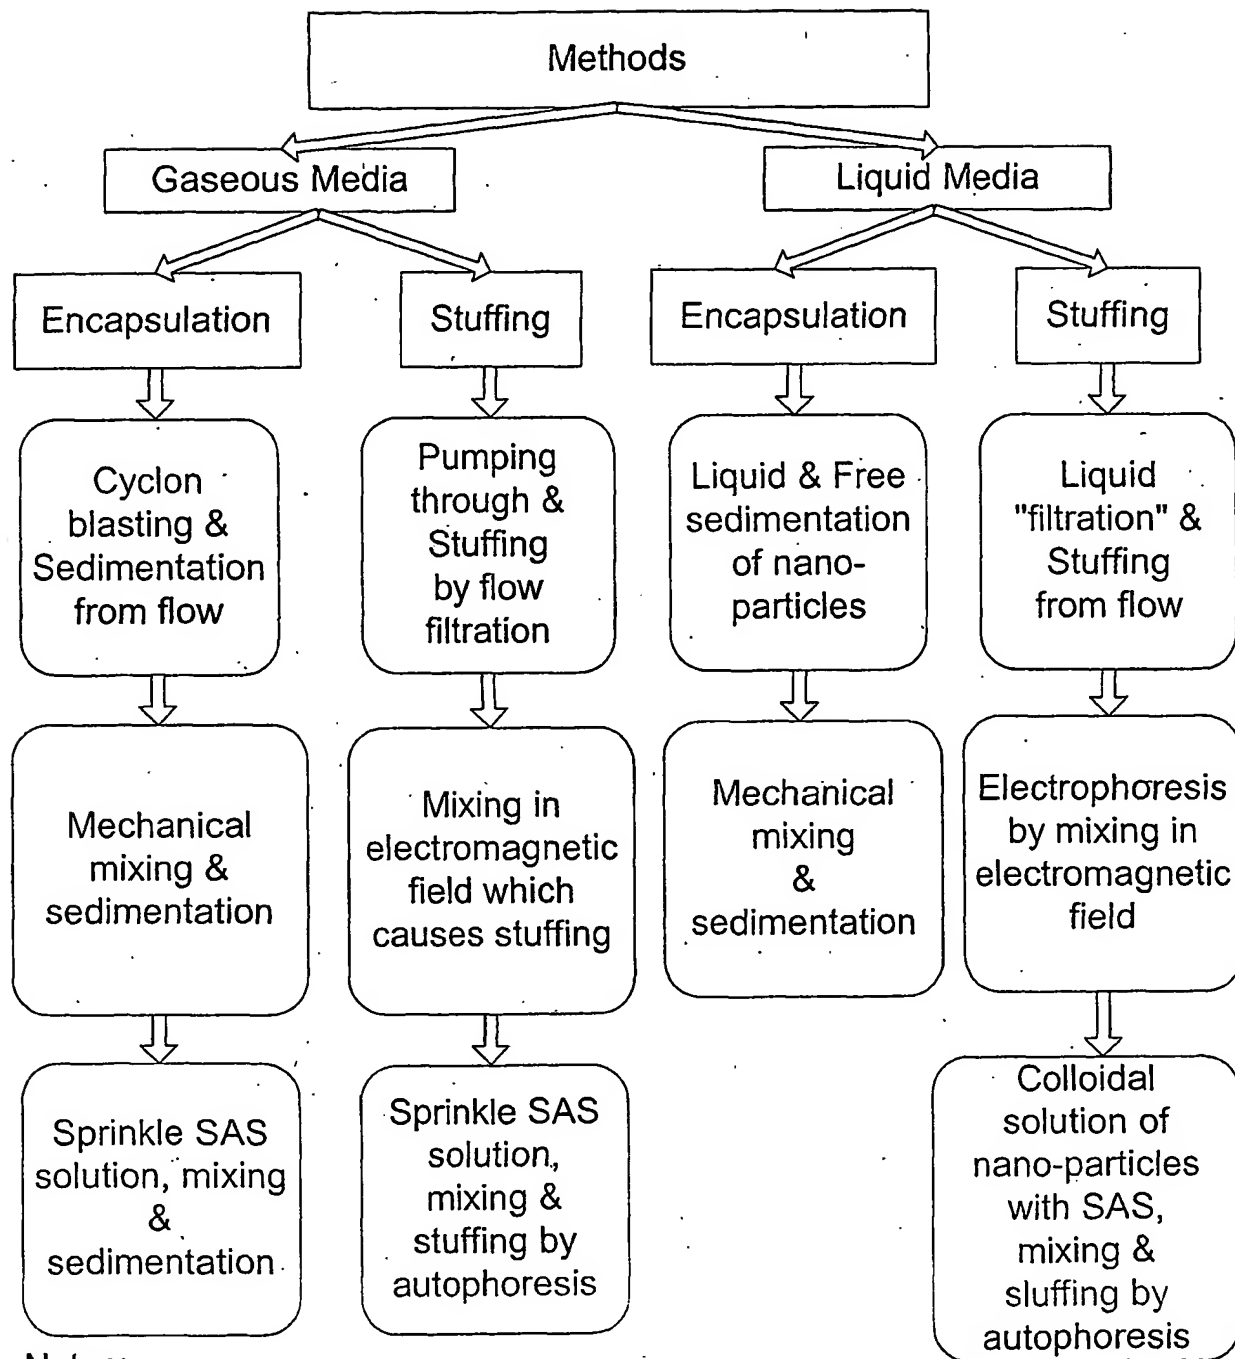 Methods
Gaseous Media
Liquid Media
Encapsulation
Stuffing
Encapsulation
Stuffing
Cyclon
blasting &
Sedimentation
from flow
Pumping
through &
Stuffing
by flow
filtration
Liquid & Free
sedimentation
of nano-
particles
Liquid
"filtration" &
Stuffing
from flow
Mechanical
mixing &
sedimentation
Mixing in
electromagnetic
field which
causes stuffing
Mechanical
mixing
&
sedimentation
Electrophoresis
by mixing in
electromagnetic
field
Sprinkle SAS
solution, mixing
&
sedimentation
Sprinkle SAS
solution,
mixing &
stuffing by
autophoresis
Colloidal
solution of
nano-particles
with SAS,
mixing &
sluffing by
autophoresis